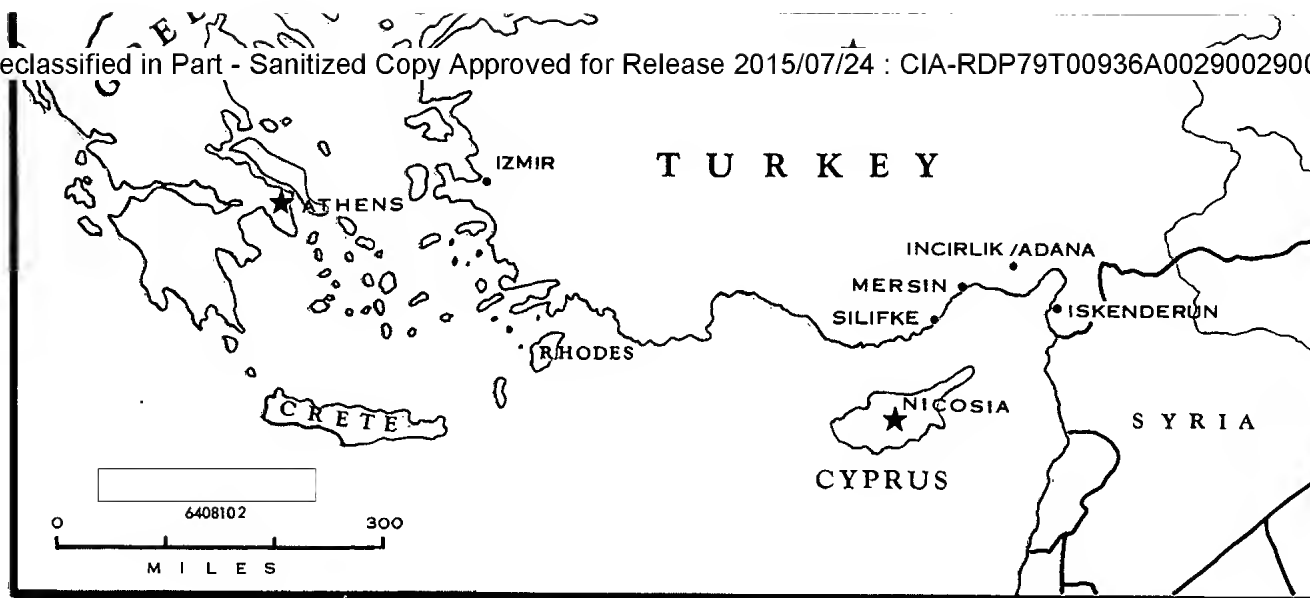 eclassified in Part - Sanitized Copy Approved for Release 2015/07/24 : CIA-RDP79T00936A0029002900
IZMIR
TURKEY
ATHENS
INCIRLIK/ADANA
MERSIN
SILIFKE
ISKENDERUN
RHODES
CRETE
NICOSIA
SYRIA
CYPRUS
6408102
0 300
MILES